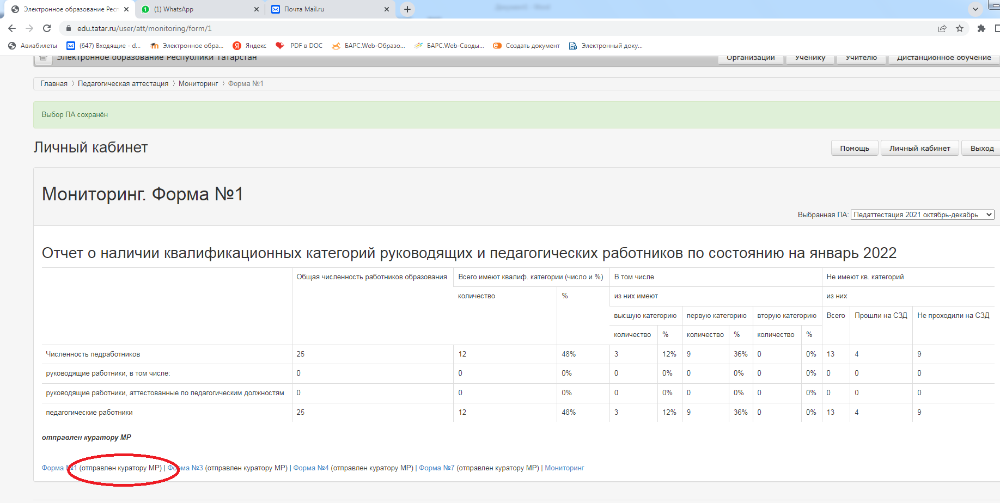 Электронное образование Респ
(1) WhatsApp
Почта Mail.ru
edu.tatar.ru/user/att/monitoring/form/1
Авиабилеты
(647) Входящие - d...
Электронное обра...
Яндекс
PDF в DOC
БАРС.Web-Образо...
БАРС.Web-Своды...
Создать документ
Электронный доку...
Электронное образование Республики Татарстан
Организации
Ученику
Учителю
Дистанционное обучение
Главная 〉 Педагогическая аттестация 〉 Мониторинг 〉 Форма №1
Выбор ПА сохранён
Личный кабинет
Помощь
Личный кабинет
Выход
Мониторинг. Форма №1
Выбранная ПА: Педаттестация 2021 октябрь-декабрь
Отчет о наличии квалификационных категорий руководящих и педагогических работников по состоянию на январь 2022
Общая численность работников образования Всего имеют квалиф. категории (число и %) В том числе Не имеют кв. категорий
количество % из них имеют из них
высшую категорию первую категорию вторую категорию Всего Прошли на СЗД Не проходили на СЗД
количество % количество % количество %
Численность педработников 25 12 48% 3 12% 9 36% 0 0% 13 4 9
руководящие работники, в том числе: 0 0 0% 0 0% 0 0% 0 0% 0 0 0
руководящие работники, аттестованные по педагогическим должностям 0 0 0% 0 0% 0 0% 0 0% 0 0 0
педагогические работники 25 12 48% 3 12% 9 36% 0 0% 13 4 9
отправлен куратору МР
Форма №1 (отправлен куратору МР) | Форма №3 (отправлен куратору МР) | Форма №4 (отправлен куратору МР) | Форма №7 (отправлен куратору МР) | Мониторинг